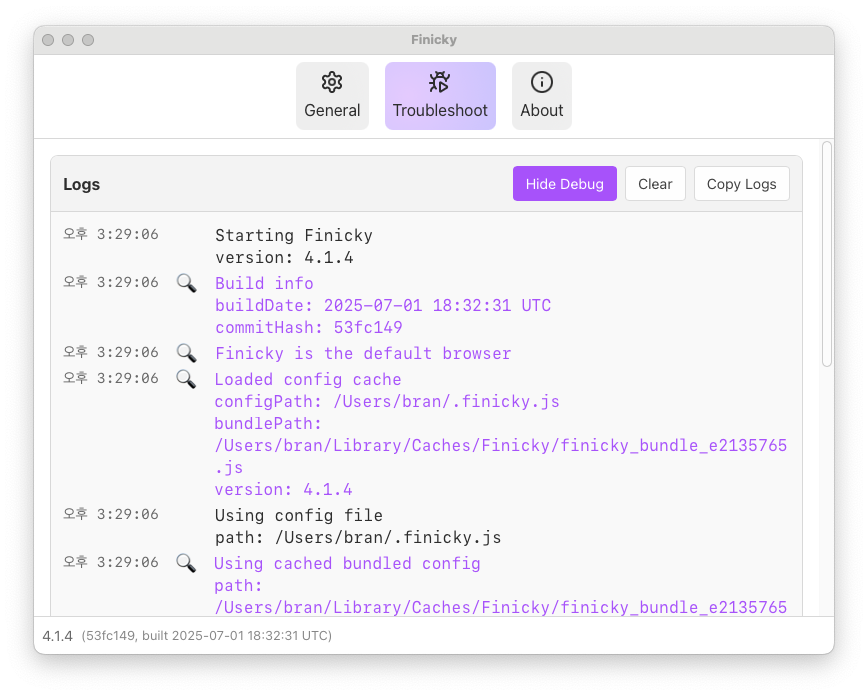 Finicky
General
Troubleshoot
About
Logs
Hide Debug
Clear
Copy Logs
오후 3:29:06
Starting Finicky
version: 4.1.4
오후 3:29:06
Build info
buildDate: 2025-07-01 18:32:31 UTC
commitHash: 53fc149
오후 3:29:06
Finicky is the default browser
오후 3:29:06
Loaded config cache
configPath: /Users/bran/.finicky.js
bundlePath:
/Users/bran/Library/Caches/Finicky/finicky_bundle_e2135765
.js
version: 4.1.4
오후 3:29:06
Using config file
path: /Users/bran/.finicky.js
오후 3:29:06
Using cached bundled config
path:
/Users/bran/Library/Caches/Finicky/finicky_bundle_e2135765
4.1.4 (53fc149, built 2025-07-01 18:32:31 UTC)